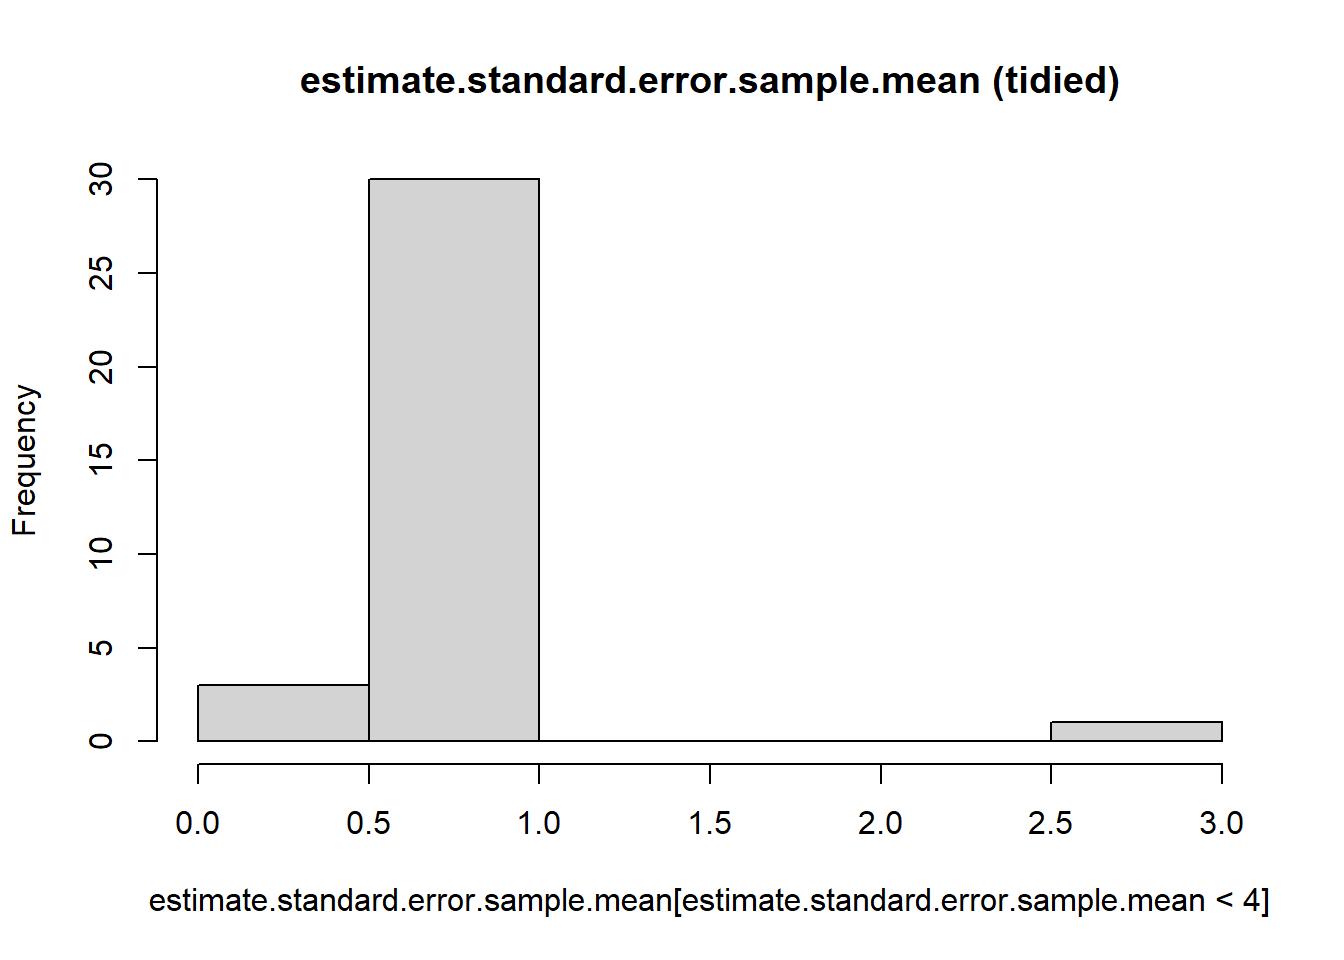 estimate.standard.error.sample.mean (tidied)
Frequency
30
25
20
15
10
5
0
0.0 0.5 1.0 1.5 2.0 2.5 3.0
estimate.standard.error.sample.mean[estimate.standard.error.sample.mean < 4]